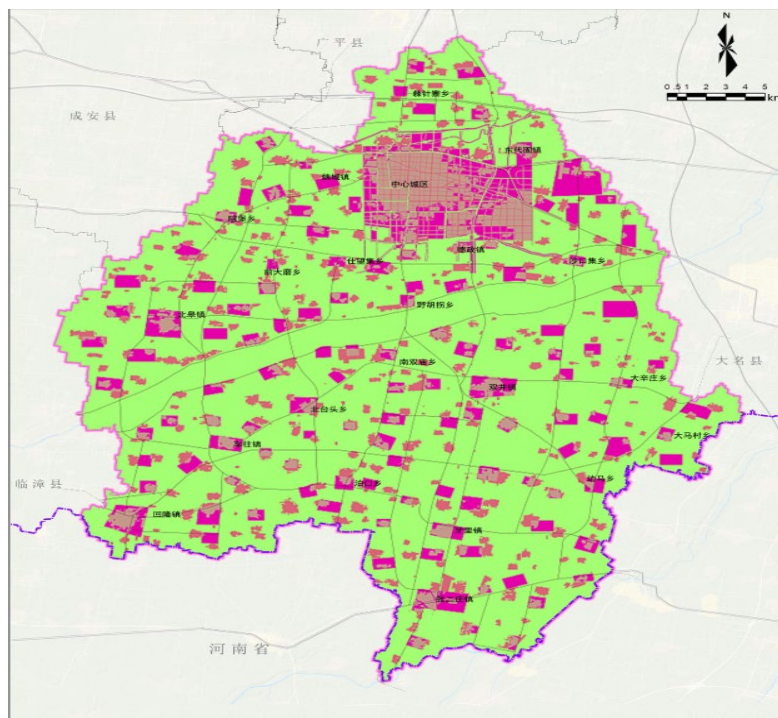 N
广平县
0 0.5 1 2 3 4 5
km
棘针寨乡
成安县
东代固镇
魏城镇
中心城区
德政镇
仕望集乡
沙口集乡
前大磨乡
野胡拐乡
北皋镇
南双庙乡
大名县
双井镇
大辛庄乡
北台头乡
大马村乡
车往镇
临漳县
泊口乡
边马乡
回隆镇
牙里镇
张二庄镇
河南省